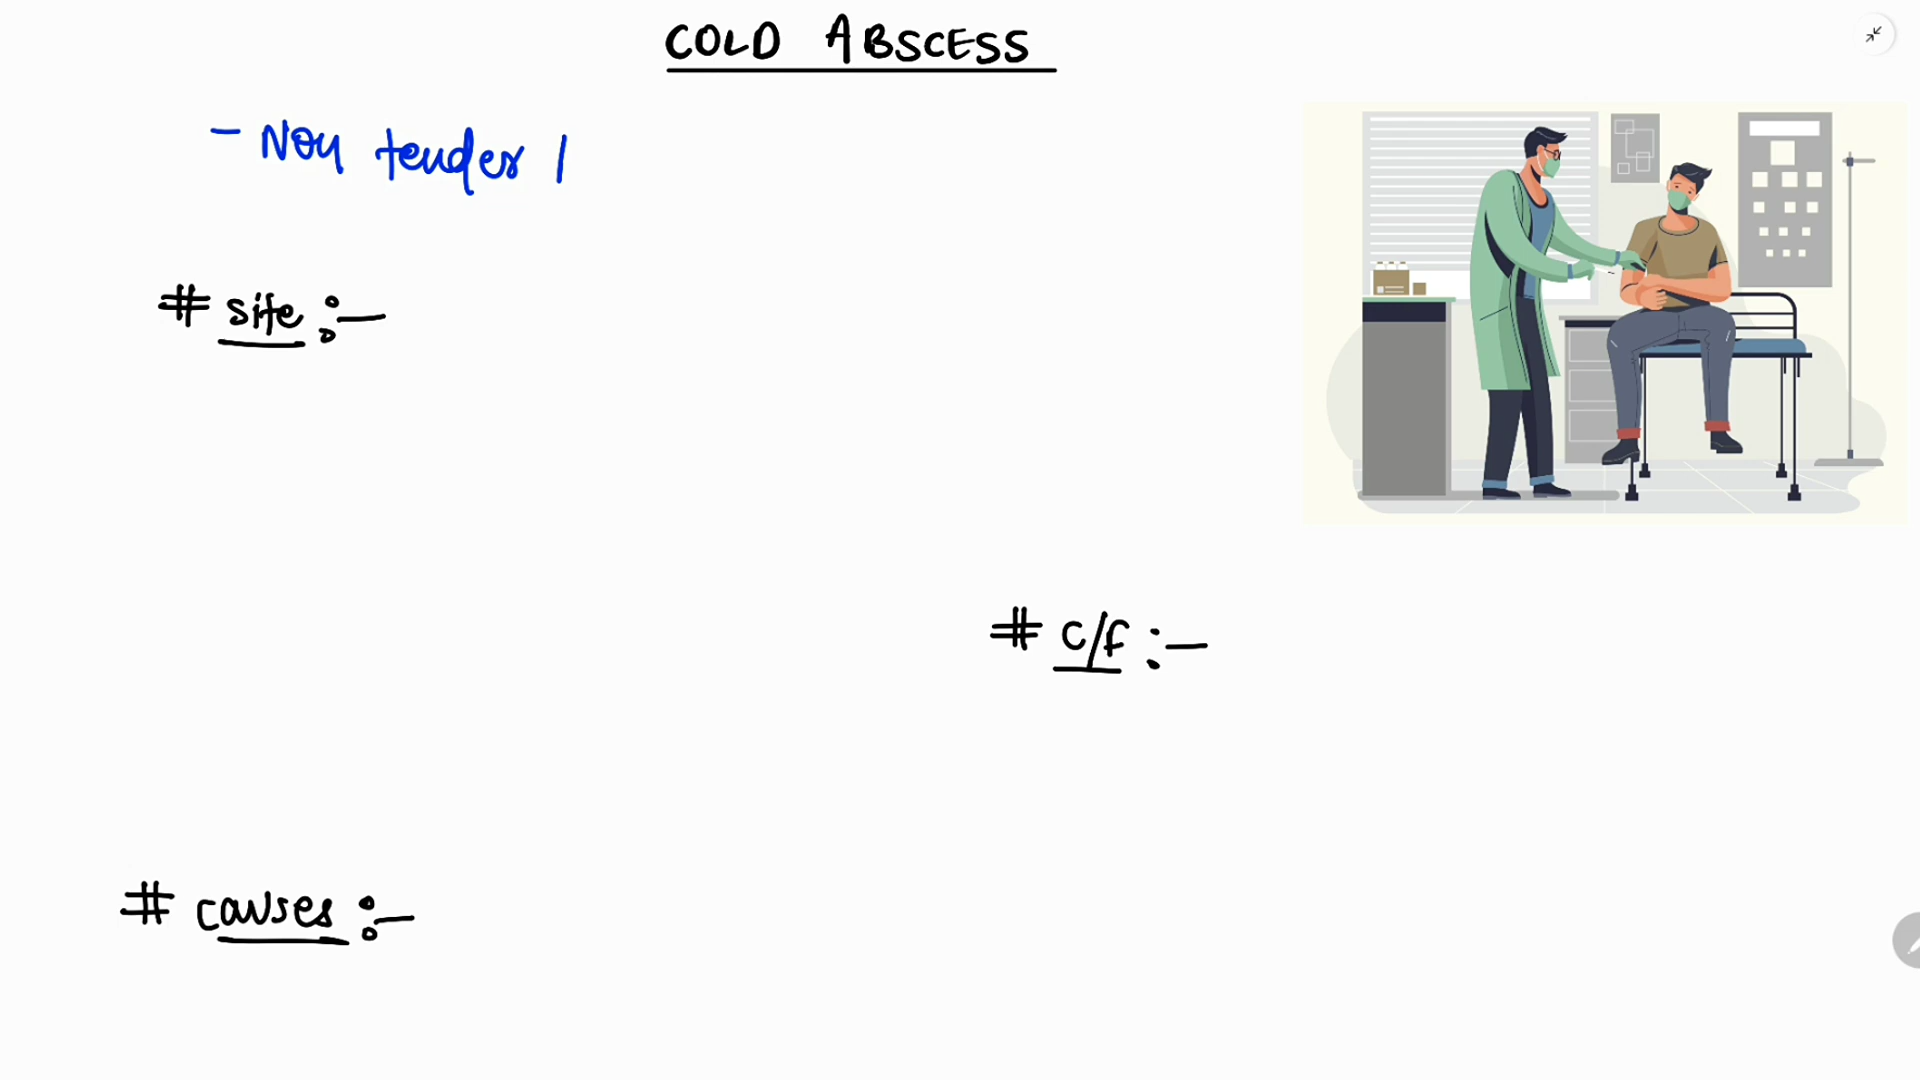 COLD ABSCESS
- Non tender /
# site :-
# c/f :-
# causes :-